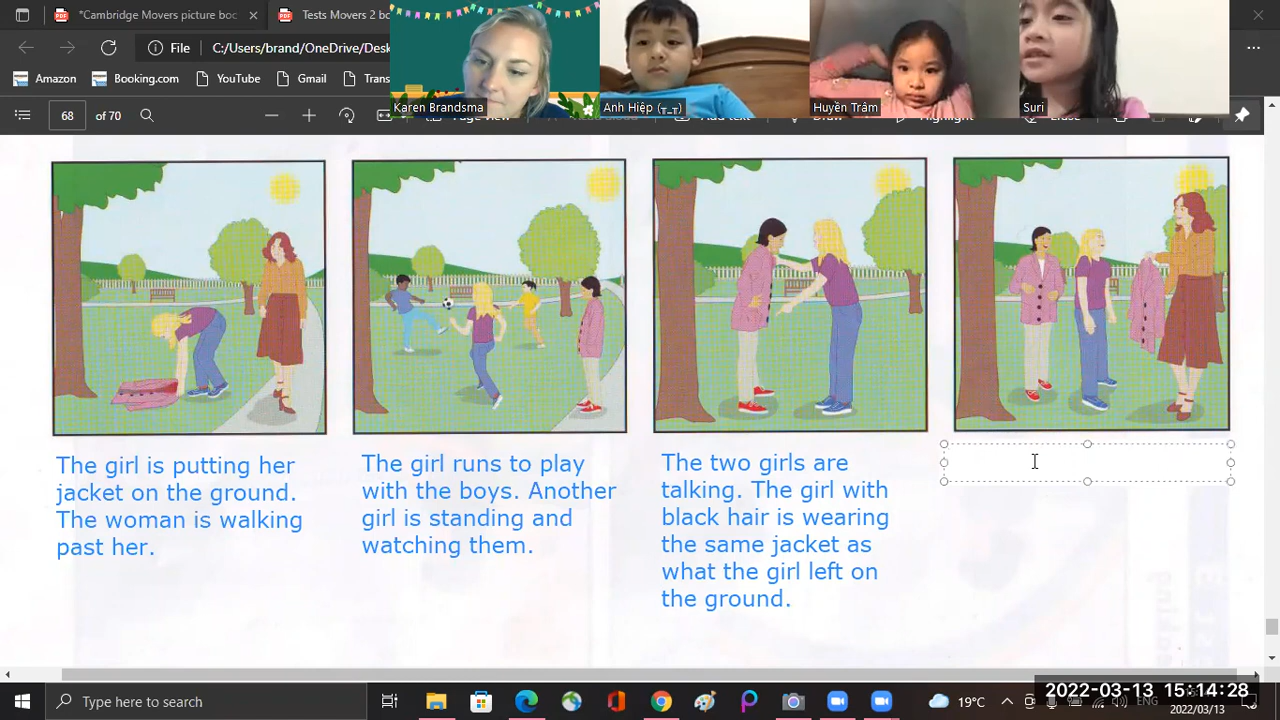 *Cambridge Movers picture boo
Tests Movers 2 bo
File
C:/Users/brand/OneDrive/Desk
Amazon
Booking.com
YouTube
Gmail
68
of 70
Karen Brandsma
Anh Hiệp (╥_╥)
Huyền Trâm
Suri
The girl is putting her
jacket on the ground.
The woman is walking
past her.
The girl runs to play
with the boys. Another
girl is standing and
watching them.
The two girls are
talking. The girl with
black hair is wearing
the same jacket as
what the girl left on
the ground.
Type here to search
19°C
ENG
2022-03-13 15:14:28
2022/03/13